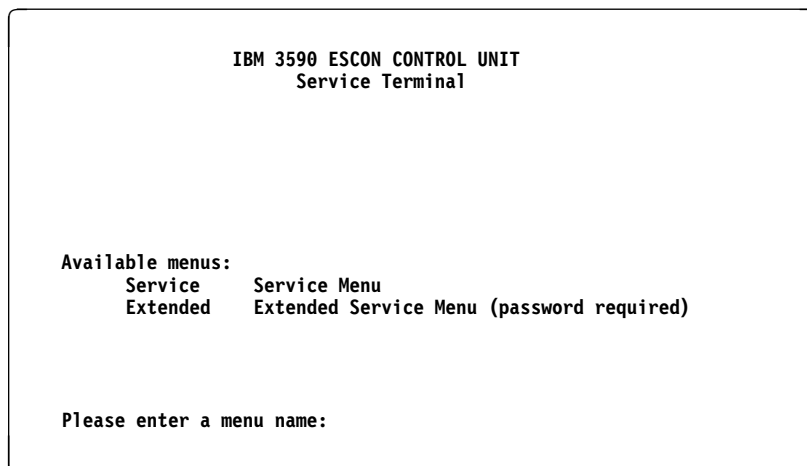 IBM 3590 ESCON CONTROL UNIT
Service Terminal
Available menus:
Service Service Menu
Extended Extended Service Menu (password required)
Please enter a menu name: